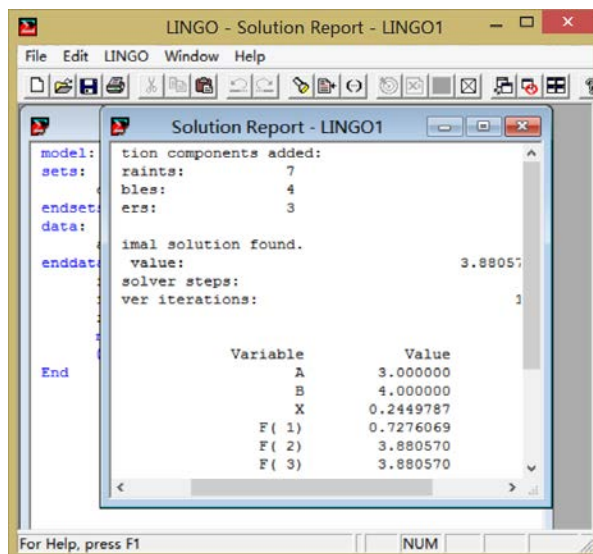 LINGO - Solution Report - LINGO1
File Edit LINGO Window Help
Solution Report - LINGO1
model:
sets:
endsets
data:
enddata
End
tion components added:
raints: 7
bles: 4
ers: 3
imal solution found.
value: 3.88057
solver steps:
ver iterations: 1
Variable Value
A 3.000000
B 4.000000
X 0.2449787
F( 1) 0.7276069
F( 2) 3.880570
F( 3) 3.880570
For Help, press F1
NUM